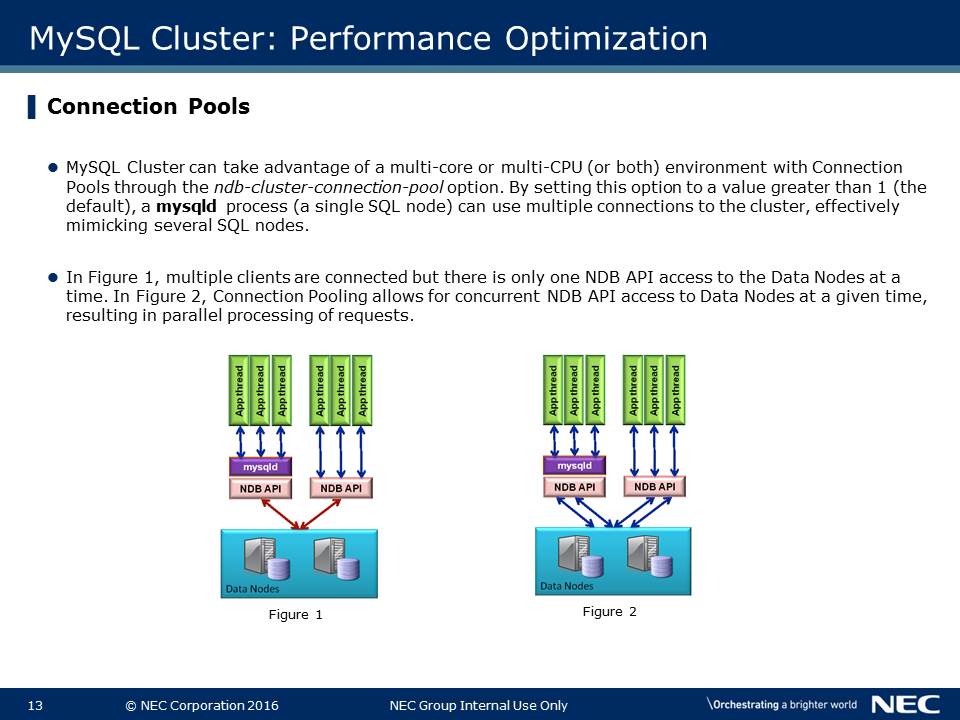 MySQL Cluster: Performance Optimization
Connection Pools
MySQL Cluster can take advantage of a multi-core or multi-CPU (or both) environment with Connection
Pools through the ndb-cluster-connection-pool option. By setting this option to a value greater than 1 (the
default), a mysqld process (a single SQL node) can use multiple connections to the cluster, effectively
mimicking several SQL nodes.
In Figure 1, multiple clients are connected but there is only one NDB API access to the Data Nodes at a
time. In Figure 2, Connection Pooling allows for concurrent NDB API access to Data Nodes at a given time,
resulting in parallel processing of requests.
App thread
App thread
App thread
App thread
App thread
App thread
mysqld
NDB API
NDB API
Data Nodes
Figure 1
App thread
App thread
App thread
App thread
App thread
App thread
mysqld
NDB API
NDB API
Data Nodes
Figure 2
13
© NEC Corporation 2016
NEC Group Internal Use Only
\Orchestrating a brighter world
NEC